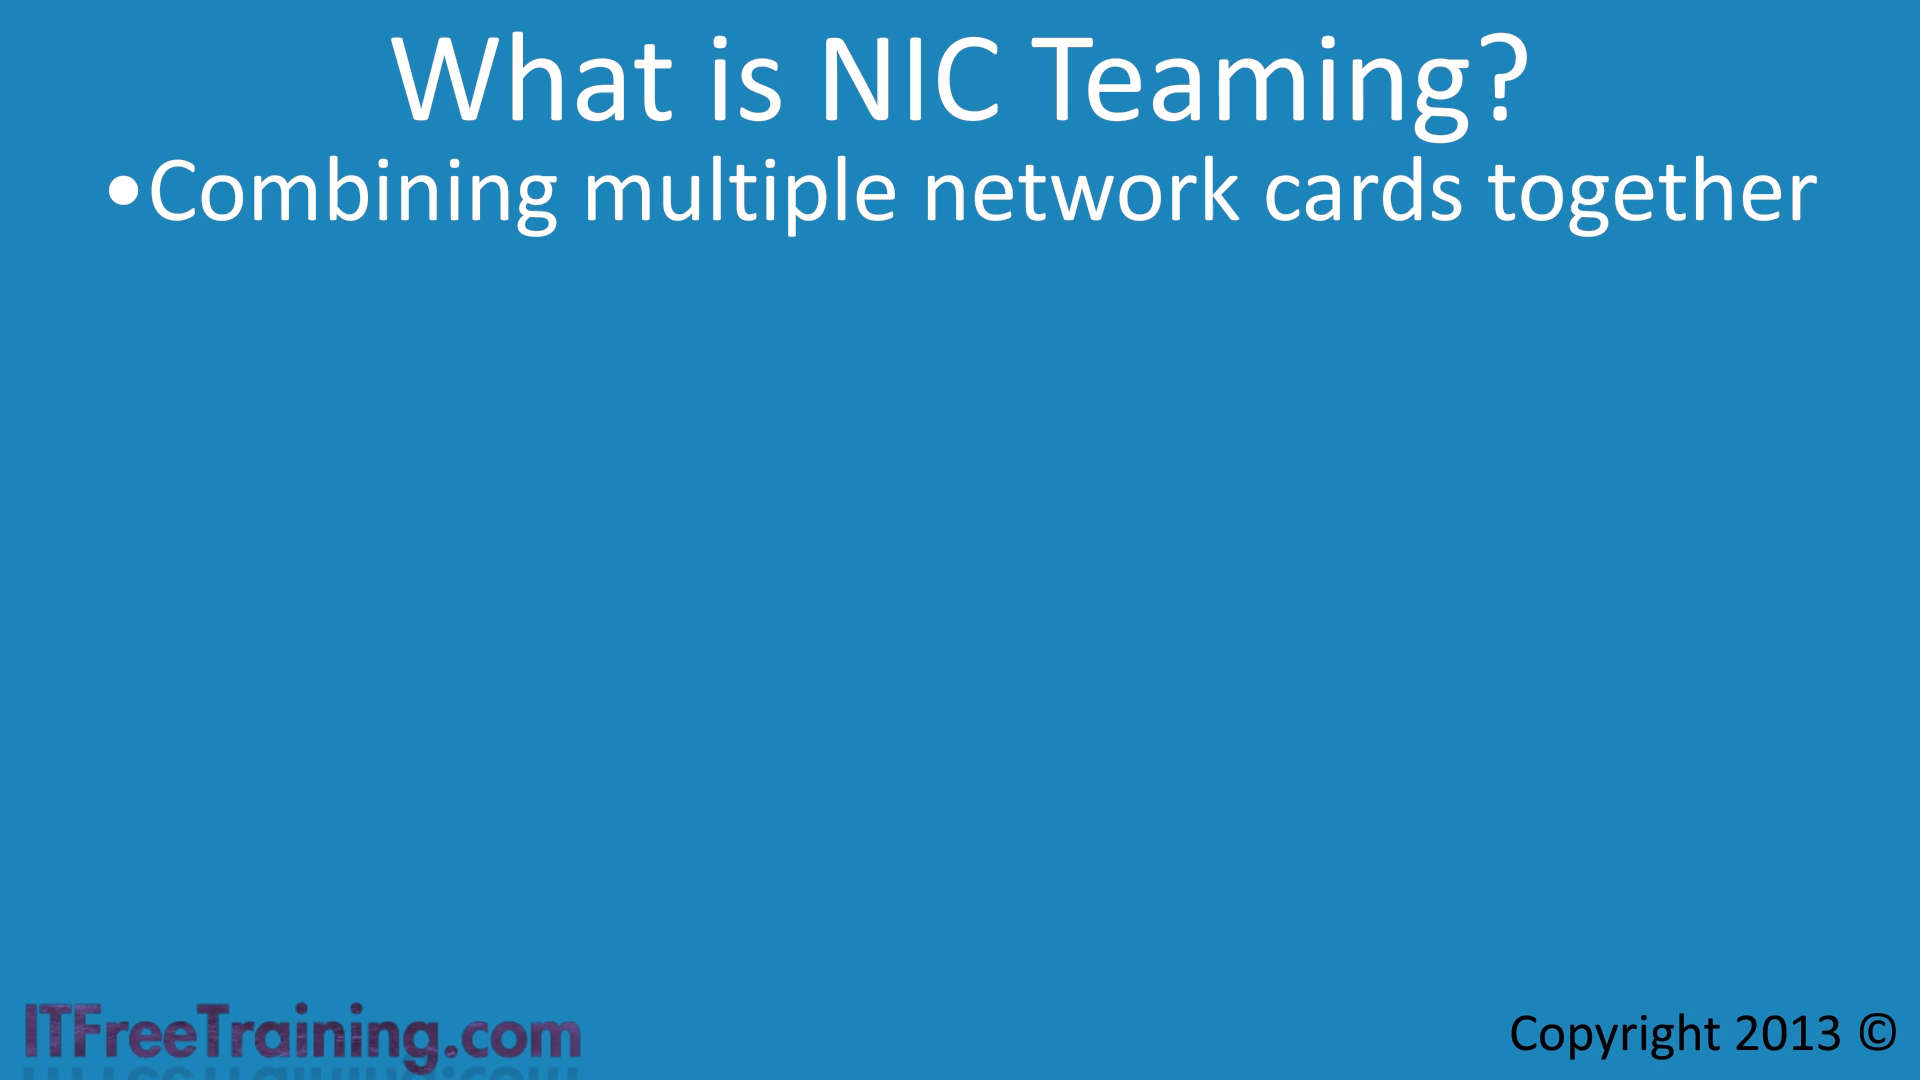 What is NIC Teaming?
•Combining multiple network cards together
ITFreeTraining.com
Copyright 2013 ©